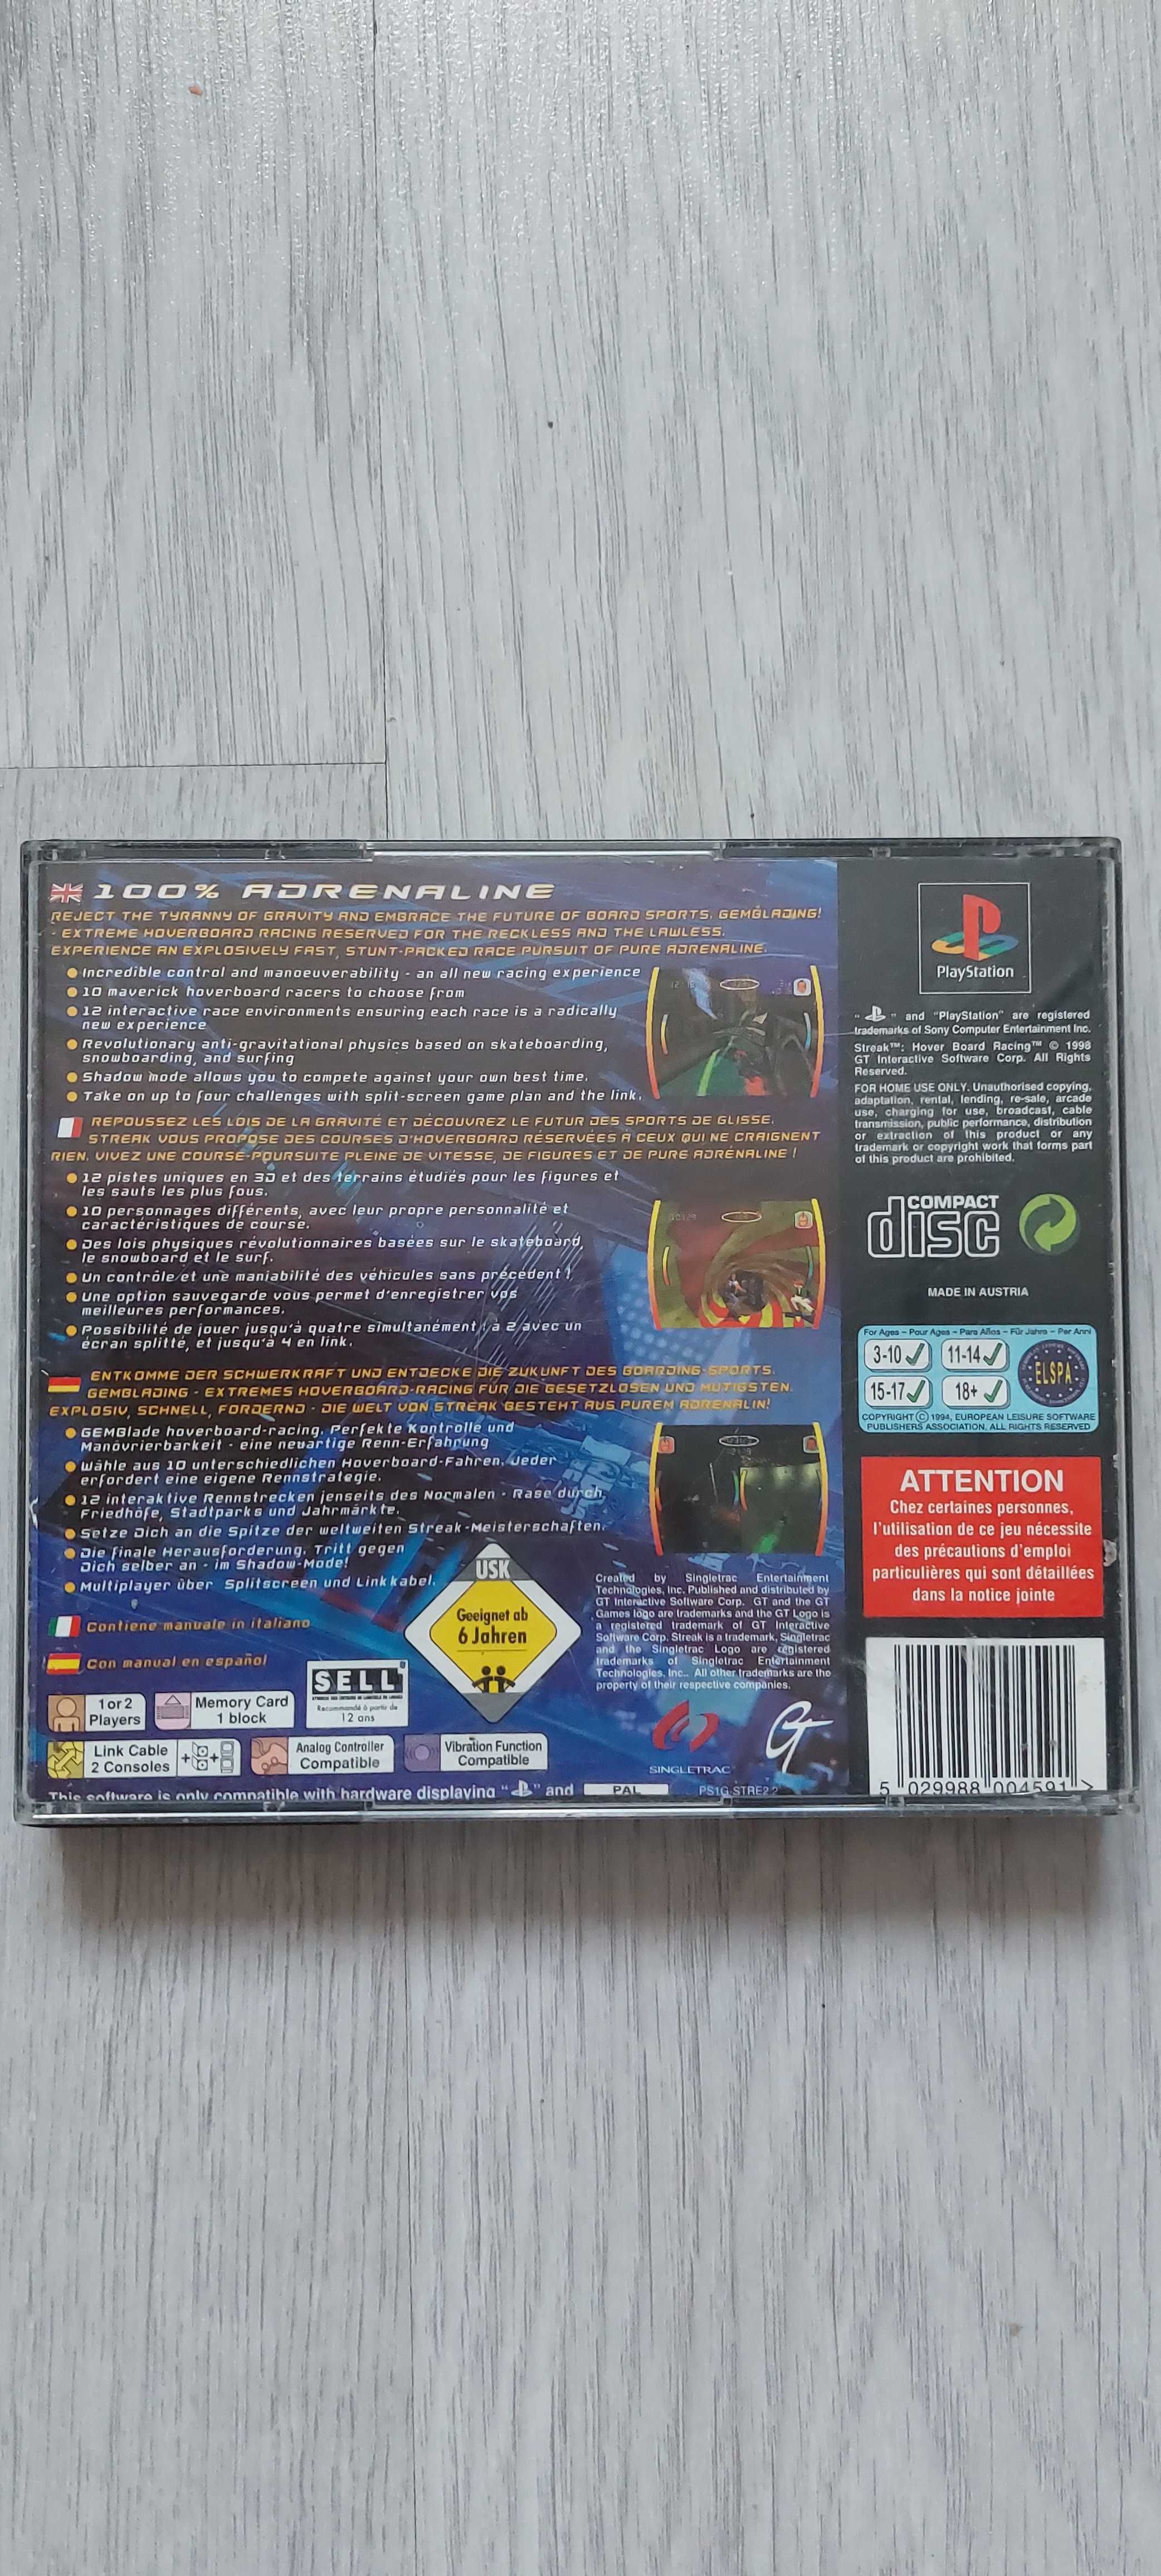 100% ADRENALINE
REJECT THE TYRANNY OF GRAVITY AND EMBRACE THE FUTURE OF BOARD SPORTS. GEMBLADING!
- EXTREME HOVERBOARD RACING RESERVED FOR THE RECKLESS AND THE LAWLESS.
EXPERIENCE AN EXPLOSIVELY FAST, STUNT-PACKED RACE PURSUIT OF PURE ADRENALINE.
Incredible control and manoeuverability - an all new racing experience
10 maverick hoverboard racers to choose from
12 interactive race environments ensuring each race is a radically
new experience
Revolutionary anti-gravitational physics based on skateboarding,
snowboarding, and surfing
Shadow mode allows you to compete against your own best time.
Take on up to four challenges with split-screen game plan and the link.
REPOUSSEZ LES LOIS DE LA GRAVITÉ ET DÉCOUVREZ LE FUTUR DES SPORTS DE GLISSE.
STREAK VOUS PROPOSE DES COURSES D'HOVERBOARD RÉSERVÉES A CEUX QUI NE CRAIGNENT
RIEN. VIVEZ UNE COURSE-POURSUITE PLEINE DE VITESSE, DE FIGURES ET DE PURE ADRÉNALINE !
12 pistes uniques en 3D et des terrains étudiés pour les figures et
les sauts les plus fous.
10 personnages différents, avec leur propre personnalité et
caractéristiques de course.
Des lois physiques révolutionnaires basées sur le skateboard,
le snowboard et le surf.
Un contrôle et une maniabilité des véhicules sans précédent !
Une option sauvegarde vous permet d'enregistrer vos
meilleures performances.
Possibilité de jouer jusqu'à quatre simultanément : à 2 avec un
écran splitté, et jusqu'à 4 en link.
ENTKOMME DER SCHWERKRAFT UND ENTDECKE DIE ZUKUNFT DES BOARDING-SPORTS.
GEMBLADING - EXTREMES HOVERBOARD-RACING FÜR DIE GESETZLOSEN UND MUTIGSTEN.
EXPLOSIV, SCHNELL, FORDERND - DIE WELT VON STREAK GESTEHT AUS PUREM ADRENALIN!
GEMBlade hoverboard-racing. Perfekte Kontrolle und
Manövrierbarkeit - eine neuartige Renn-Erfahrung
Wähle aus 10 unterschiedlichen Hoverboard-Fahren. Jeder
erfordert eine eigene Rennstrategie.
12 interaktive Rennstrecken jenseits des Normalen - Rase durch
Friedhöfe, Stadtparks und Jahrmärkte.
Setze Dich an die Spitze der weltweiten Streak-Meisterschaften.
Die finale Herausforderung. Tritt gegen
Dich selber an - im Shadow-Mode!
Multiplayer über Splitscreen und Linkkabel.
Contiene manuale in italiano
Con manual en español
SELL
Recommandé à partir de
12 ans
USK
Geeignet ab
6 Jahren
1 or 2
Players
Memory Card
1 block
Link Cable
2 Consoles
Analog Controller
Compatible
Vibration Function
Compatible
This software is only compatible with hardware displaying " " and PAL
PS1G-STRE2.2
Created by Singletrac Entertainment
Technologies, Inc. Published and distributed by
GT Interactive Software Corp. GT and the GT
Games logo are trademarks and the GT Logo is
a registered trademark of GT Interactive
Software Corp. Streak is a trademark, Singletrac
and the Singletrac Logo are registered
trademarks of Singletrac Entertainment
Technologies, Inc.. All other trademarks are the
property of their respective companies.
SINGLETRAC
GT
PlayStation
" " and "PlayStation" are registered
trademarks of Sony Computer Entertainment Inc.
Streak™: Hover Board Racing™ © 1998
GT Interactive Software Corp. All Rights
Reserved.
FOR HOME USE ONLY. Unauthorised copying,
adaptation, rental, lending, re-sale, arcade
use, charging for use, broadcast, cable
transmission, public performance, distribution
or extraction of this product or any
trademark or copyright work that forms part
of this product are prohibited.
COMPACT
disc
MADE IN AUSTRIA
For Ages – Pour Ages – Para Años – Für Jahre – Per Anni
3-10 11-14
15-17 18+
ELSPA
COPYRIGHT © 1994, EUROPEAN LEISURE SOFTWARE
PUBLISHERS ASSOCIATION, ALL RIGHTS RESERVED
ATTENTION
Chez certaines personnes,
l'utilisation de ce jeu nécessite
des précautions d'emploi
particulières qui sont détaillées
dans la notice jointe
5 029988 004591 >